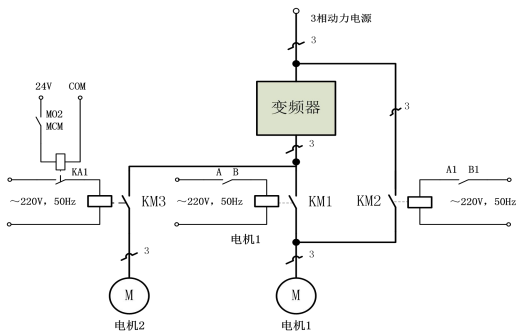 3相动力电源
3
24V COM
变频器
MO2
MCM
3
3
KA1
A B
A1 B1
～220V, 50Hz
KM3
～220V, 50Hz
KM1
KM2
～220V, 50Hz
电机1
3
3
M
M
电机2
电机1